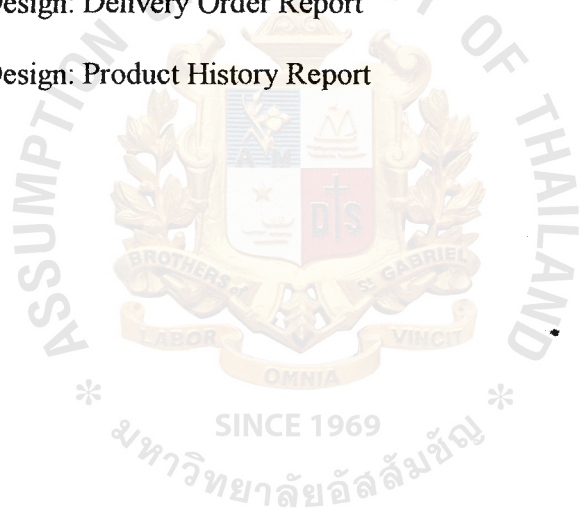 Design: Delivery Order Report
Design: Product History Report
ASSUMPTION
OF THAILAND
A M
D S
BROTHERS of St GABRIEL
LABOR OMNIA VINCIT
* SINCE 1969 *
มหาวิทยาลัยอัสสัมชัญ